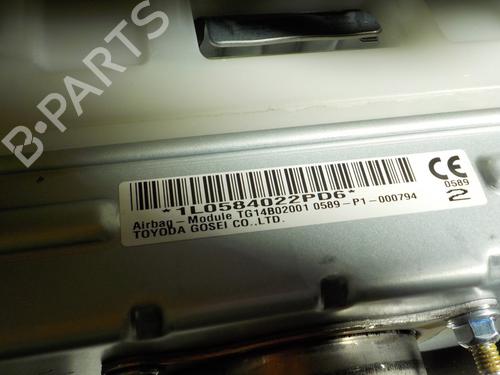 B-PARTS
*1L0584022PD6*
Airbag - Module TG14B02001 0589-P1-000794
TOYODA GOSEI CO.,LTD.
CE
0589
2